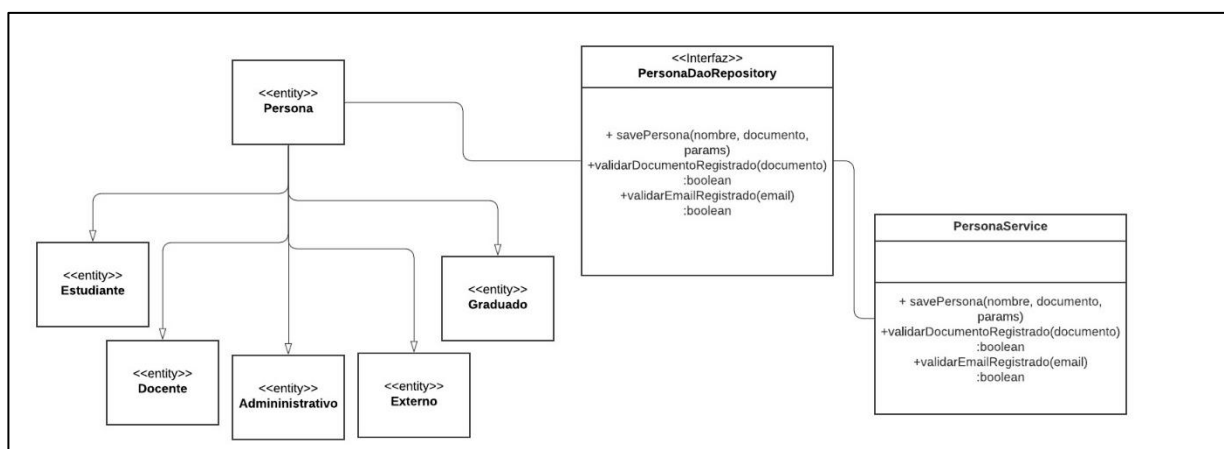 <<entity>>
Persona
<<Interfaz>>
PersonaDaoRepository
+ savePersona(nombre, documento,
params)
+validarDocumentoRegistrado(documento)
:boolean
+validarEmailRegistrado(email)
:boolean
PersonaService
+ savePersona(nombre, documento,
params)
+validarDocumentoRegistrado(documento)
:boolean
+validarEmailRegistrado(email)
:boolean
<<entity>>
Estudiante
<<entity>>
Docente
<<entity>>
Admininistrativo
<<entity>>
Externo
<<entity>>
Graduado